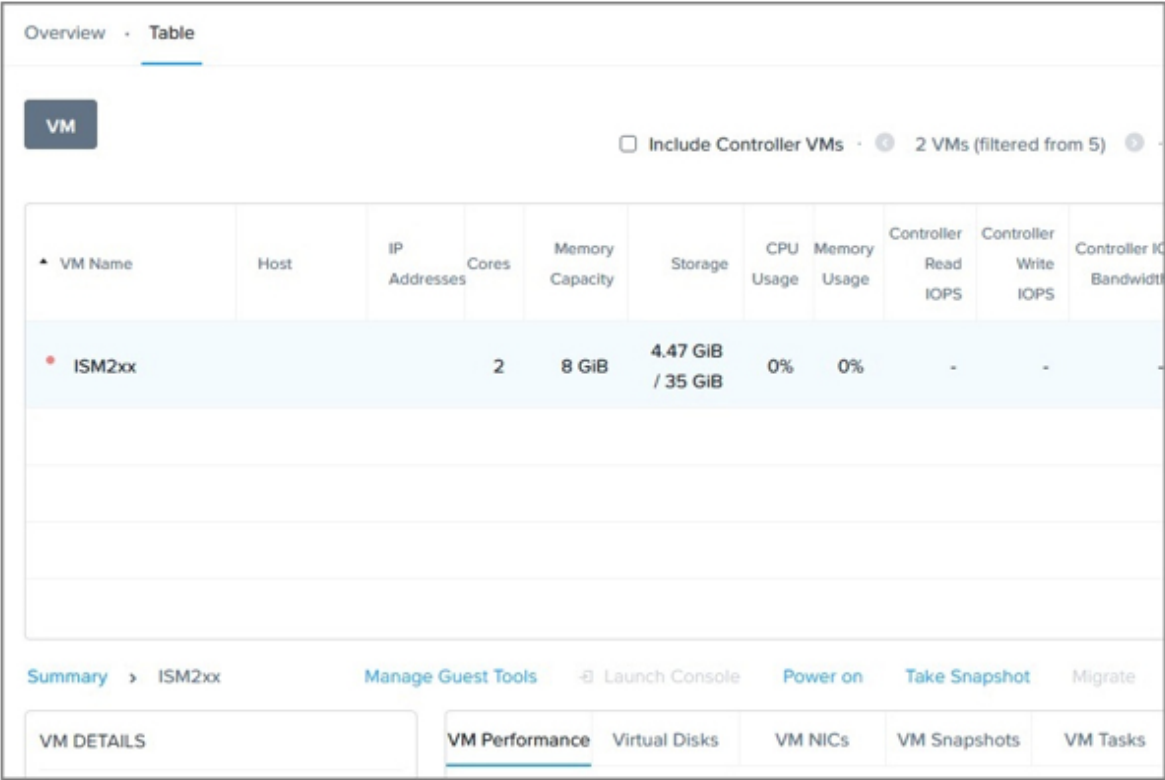 Overview · Table
VM
Include Controller VMs · 2 VMs (filtered from 5) ·
VM Name
Host
IP
Addresses
Cores
Memory
Capacity
Storage
CPU
Usage
Memory
Usage
Controller
Read
IOPS
Controller
Write
IOPS
Controller IO
Bandwidth
ISM2xx
2
8 GiB
4.47 GiB
/ 35 GiB
0%
0%
-
-
-
Summary > ISM2xx
Manage Guest Tools
Launch Console
Power on
Take Snapshot
Migrate
VM DETAILS
VM Performance
Virtual Disks
VM NICs
VM Snapshots
VM Tasks